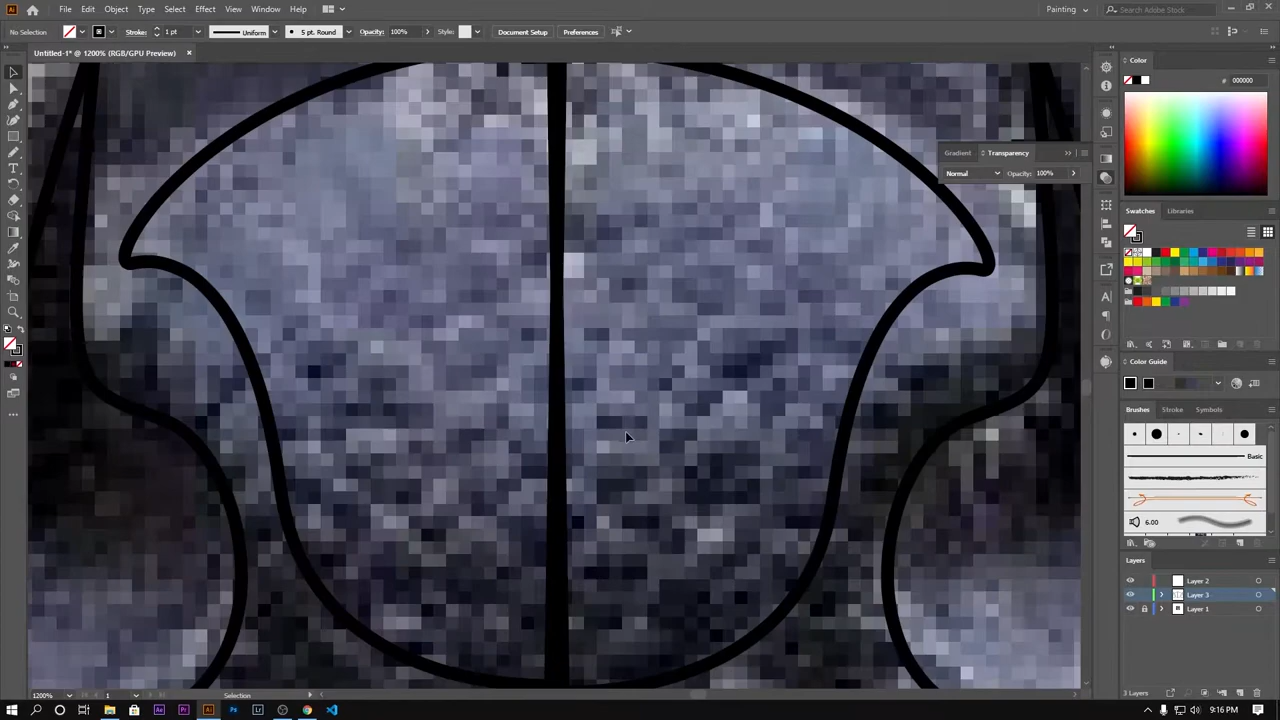 File Edit Object Type Select Effect View Window Help
Painting
Search Adobe Stock
No Selection Stroke: 1 pt Uniform 5 pt. Round Opacity: 100% Style: Document Setup Preferences
Untitled-1* @ 1200% (RGB/GPU Preview)
Color
# 000000
Gradient Transparency
Normal Opacity: 100%
Swatches Libraries
Color Guide
Brushes Stroke Symbols
Basic
6.00
Layers
Layer 2
Layer 3
Layer 1
1200% 1 Selection
3 Layers
9:16 PM